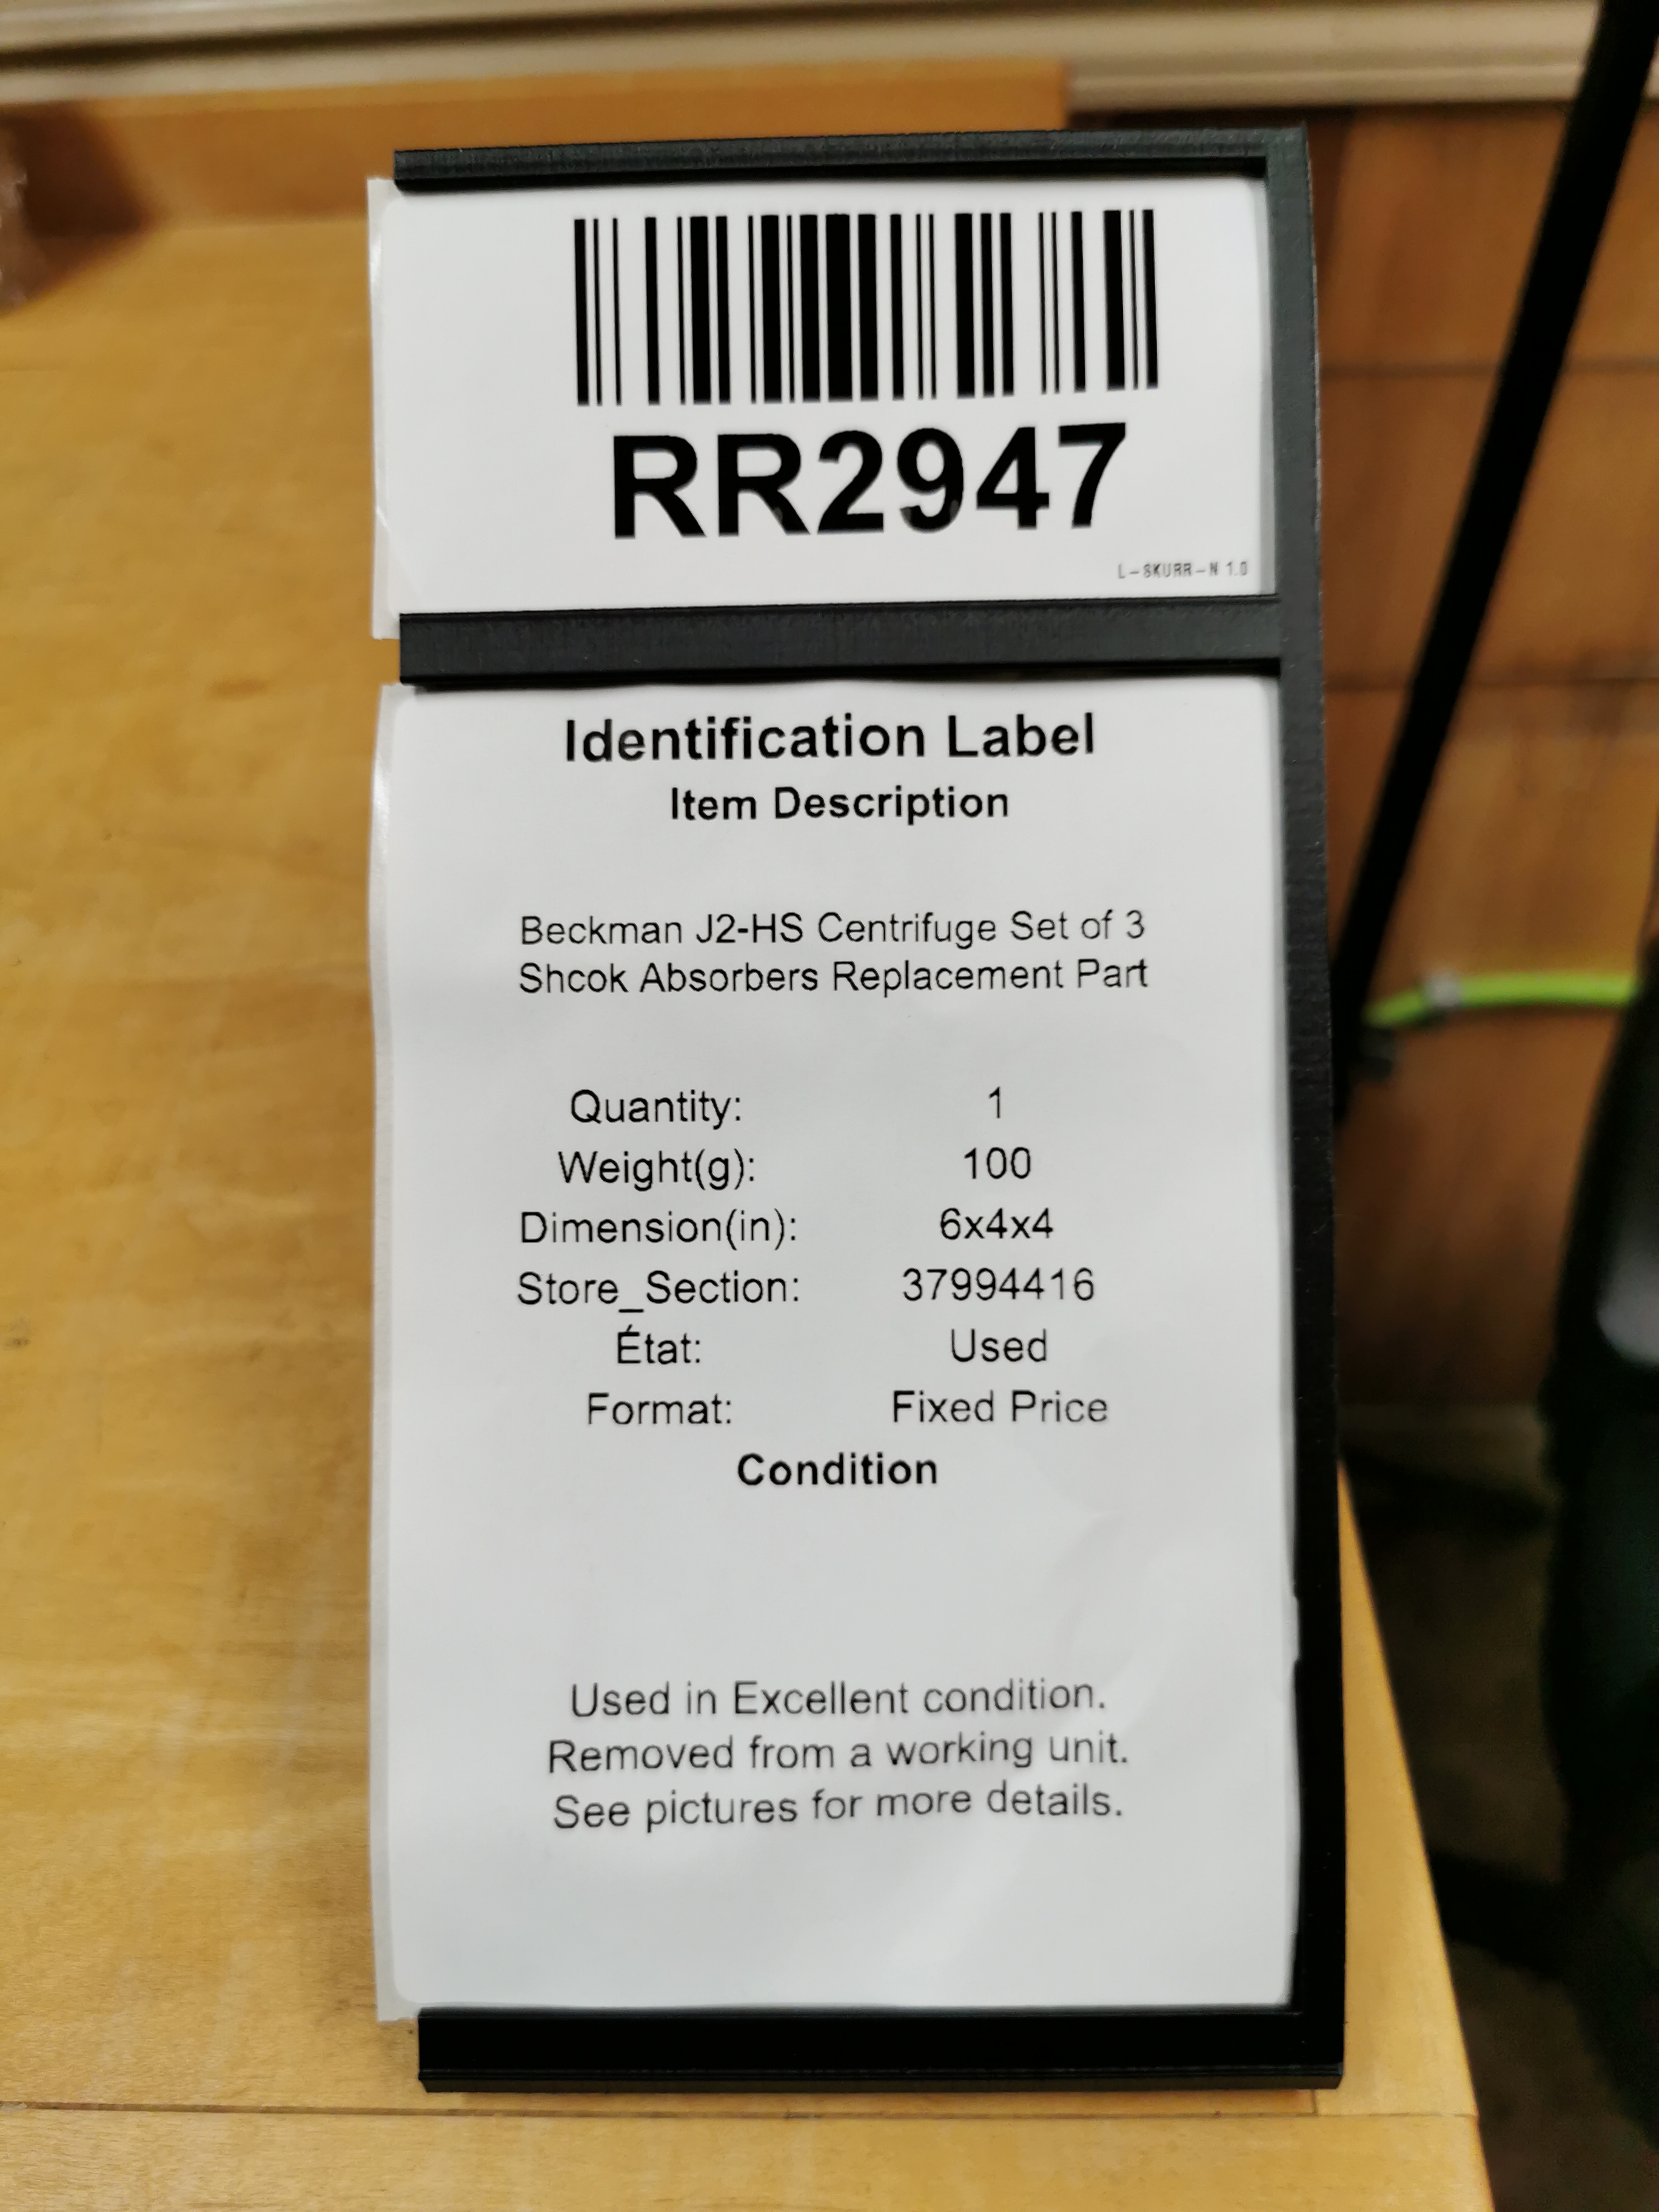 RR2947
L-SKURR-N 1.0
Identification Label
Item Description
Beckman J2-HS Centrifuge Set of 3
Shcok Absorbers Replacement Part
Quantity: 1
Weight(g): 100
Dimension(in): 6x4x4
Store_Section: 37994416
État: Used
Format: Fixed Price
Condition
Used in Excellent condition.
Removed from a working unit.
See pictures for more details.